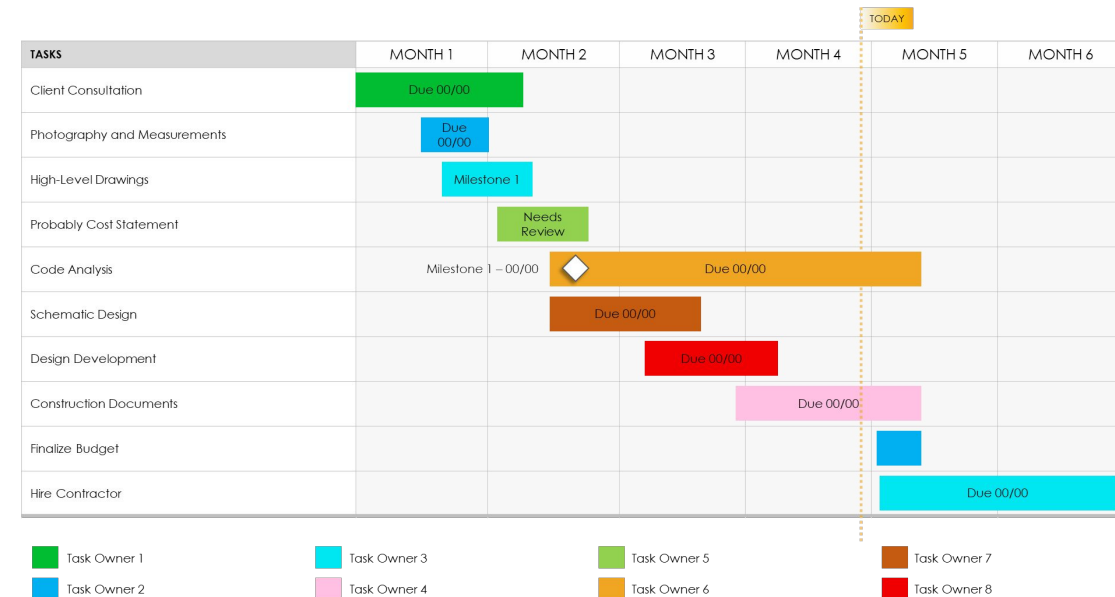 TODAY
TASKS MONTH 1 MONTH 2 MONTH 3 MONTH 4 MONTH 5 MONTH 6
Client Consultation Due 00/00
Photography and Measurements Due
00/00
High-Level Drawings Milestone 1
Probably Cost Statement Needs
Review
Code Analysis Milestone 1 – 00/00 Due 00/00
Schematic Design Due 00/00
Design Development Due 00/00
Construction Documents Due 00/00
Finalize Budget
Hire Contractor Due 00/00
Task Owner 1 Task Owner 3 Task Owner 5 Task Owner 7
Task Owner 2 Task Owner 4 Task Owner 6 Task Owner 8